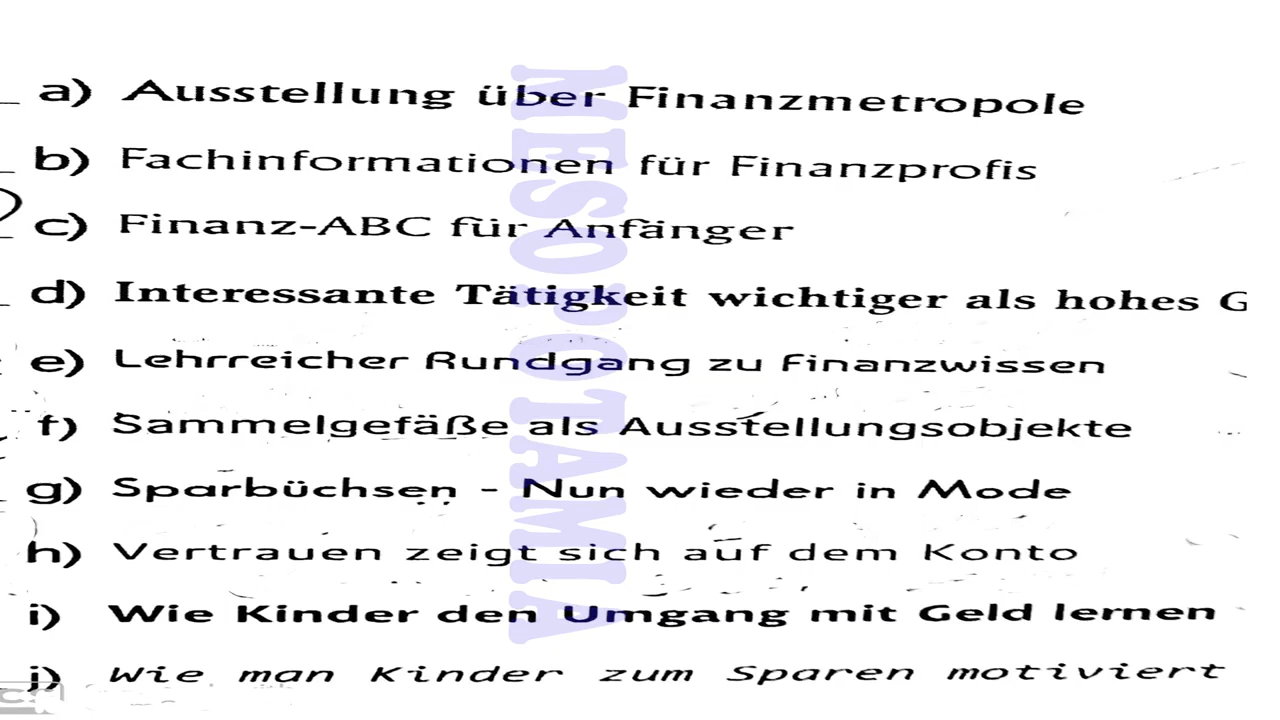 a) Ausstellung über Finanzmetropole
b) Fachinformationen für Finanzprofis
c) Finanz-ABC für Anfänger
d) Interessante Tätigkeit wichtiger als hohes G
e) Lehrreicher Rundgang zu Finanzwissen
f) Sammelgefäße als Ausstellungsobjekte
g) Sparbüchsen - Nun wieder in Mode
h) Vertrauen zeigt sich auf dem Konto
i) Wie Kinder den Umgang mit Geld lernen
j) Wie man Kinder zum Sparen motiviert
MESOPOTAMIA